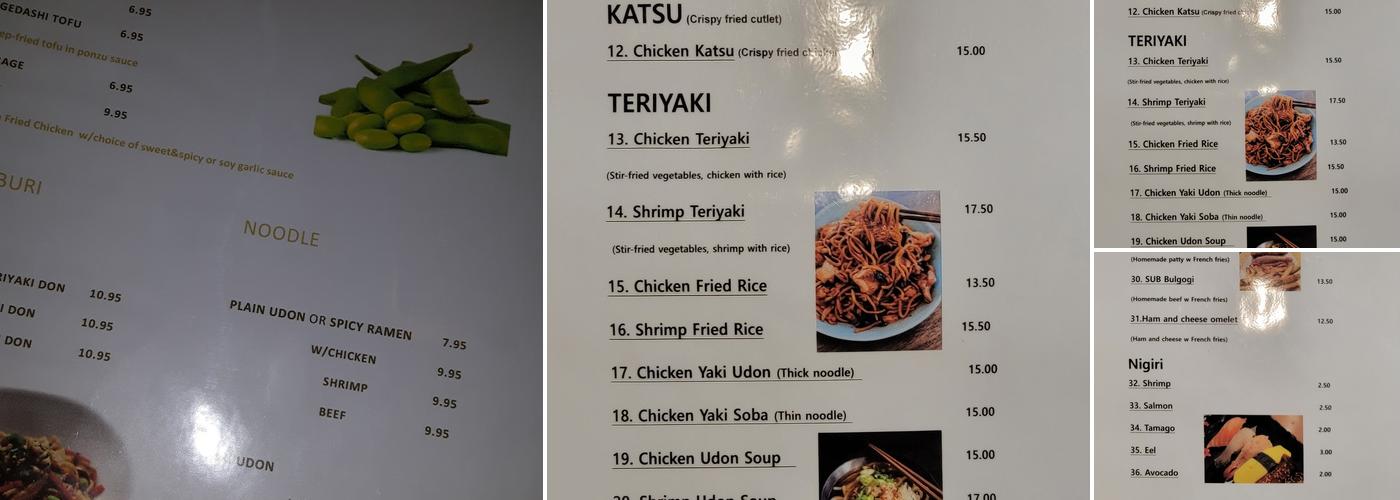 6.95
GEDASHI TOFU 6.95
ep-fried tofu in ponzu sauce
AGE 6.95
9.95
Fried Chicken w/choice of sweet&spicy or soy garlic sauce
BURI
NOODLE
RIYAKI DON 10.95
I DON 10.95
DON 10.95
PLAIN UDON OR SPICY RAMEN 7.95
W/CHICKEN 9.95
SHRIMP 9.95
BEEF 9.95
UDON
KATSU (Crispy fried cutlet)
12. Chicken Katsu (Crispy fried 15.00
TERIYAKI
13. Chicken Teriyaki 15.50
(Stir-fried vegetables, chicken with rice)
14. Shrimp Teriyaki 17.50
(Stir-fried vegetables, shrimp with rice)
15. Chicken Fried Rice 13.50
16. Shrimp Fried Rice 15.50
17. Chicken Yaki Udon (Thick noodle) 15.00
18. Chicken Yaki Soba (Thin noodle) 15.00
19. Chicken Udon Soup 15.00
20. Shrimp Udon Soup 17.00
12. Chicken Katsu (Crispy fried 15.00
TERIYAKI
13. Chicken Teriyaki 15.50
(Stir-fried vegetables, chicken with rice)
14. Shrimp Teriyaki 17.50
(Stir-fried vegetables, shrimp with rice)
15. Chicken Fried Rice 13.50
16. Shrimp Fried Rice 15.50
17. Chicken Yaki Udon (Thick noodle) 15.00
18. Chicken Yaki Soba (Thin noodle) 15.00
19. Chicken Udon Soup 15.00
(Homemade patty w French fries)
30. SUB Bulgogi 13.50
(Homemade beef w French fries)
31.Ham and cheese omelet 12.50
(Ham and cheese w French fries)
Nigiri
32. Shrimp 2.50
33. Salmon 2.50
34. Tamago 2.00
35. Eel 3.00
36. Avocado 2.00